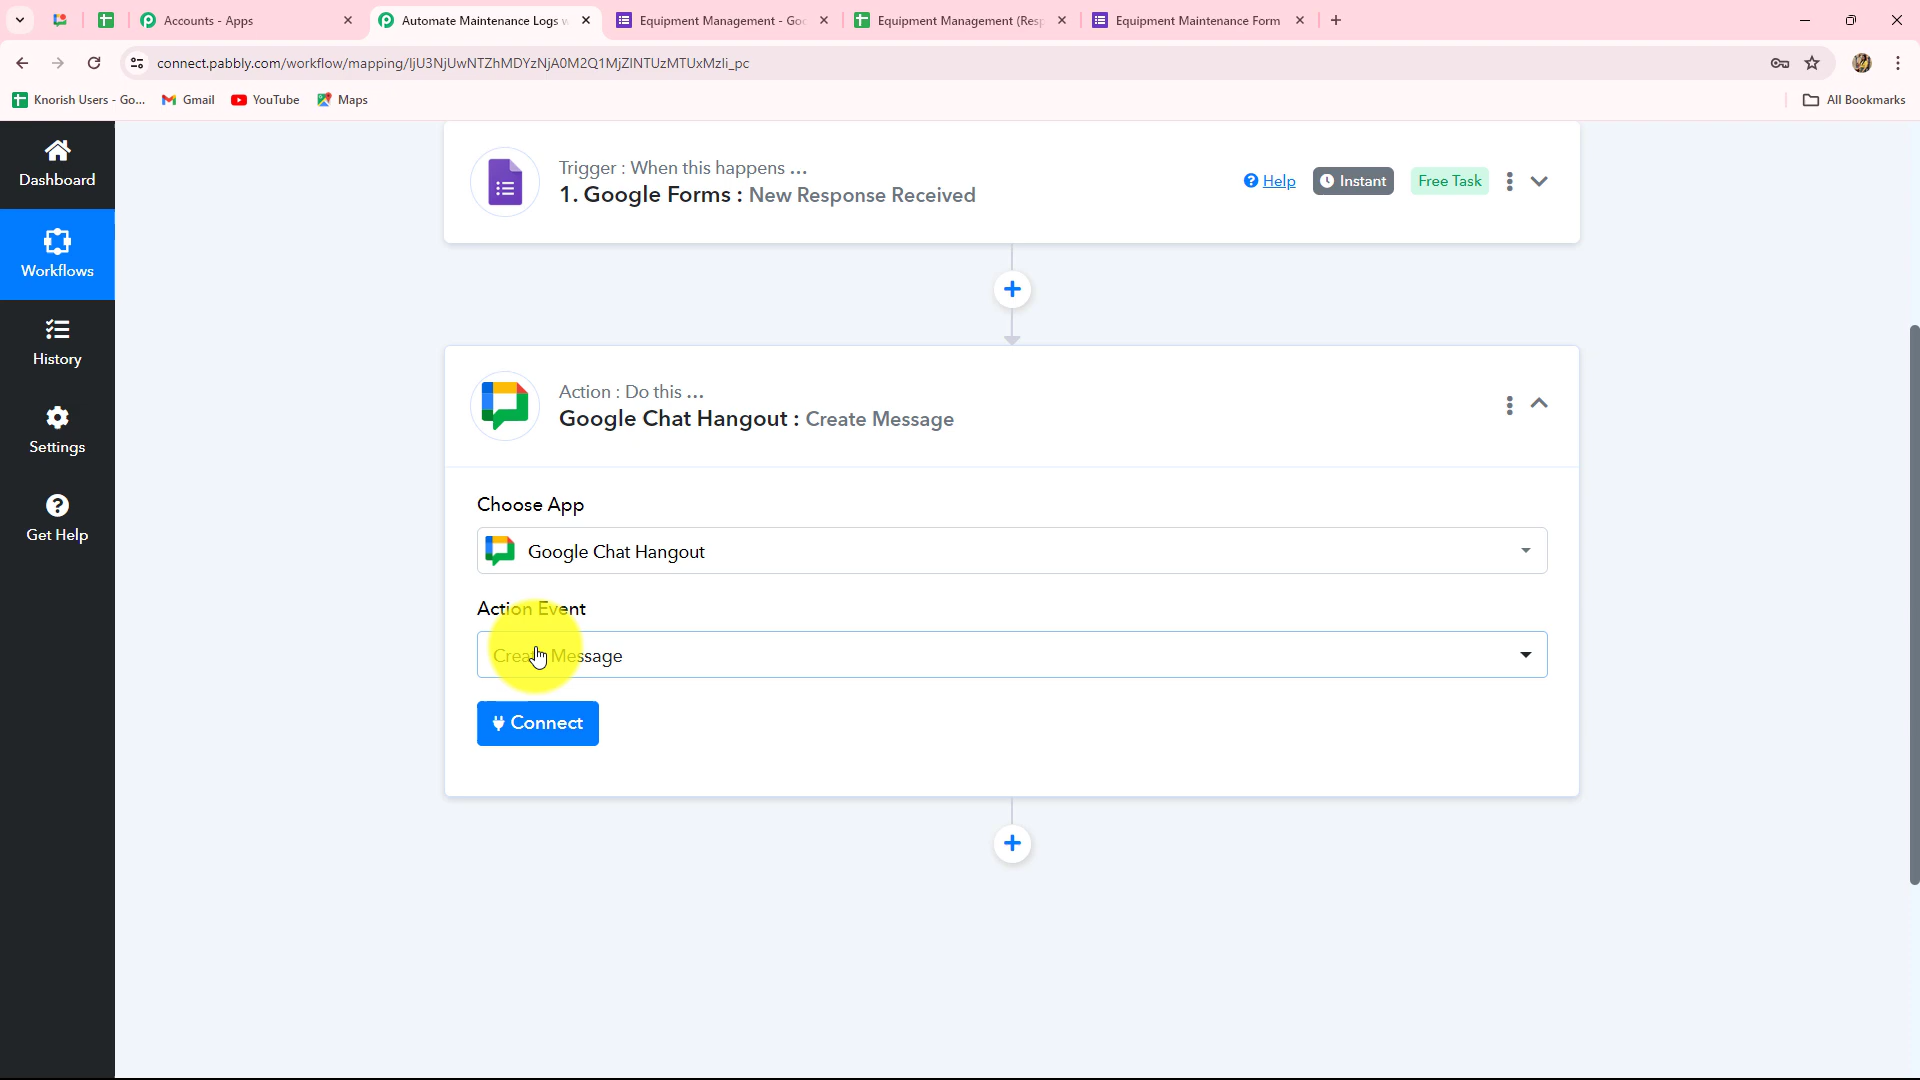 Accounts - Apps
Automate Maintenance Logs w
Equipment Management - Goo
Equipment Management (Resp
Equipment Maintenance Form
connect.pabbly.com/workflow/mapping/IjU3NjUwNTZhMDYzNjA0M2Q1MjZlNTUzMTUxMzIi_pc
Knorish Users - Go...
Gmail
YouTube
Maps
All Bookmarks
Dashboard
Workflows
History
Settings
Get Help
Trigger : When this happens ...
1. Google Forms : New Response Received
Help
Instant
Free Task
Action : Do this ...
Google Chat Hangout : Create Message
Choose App
Google Chat Hangout
Action Event
Create Message
Connect